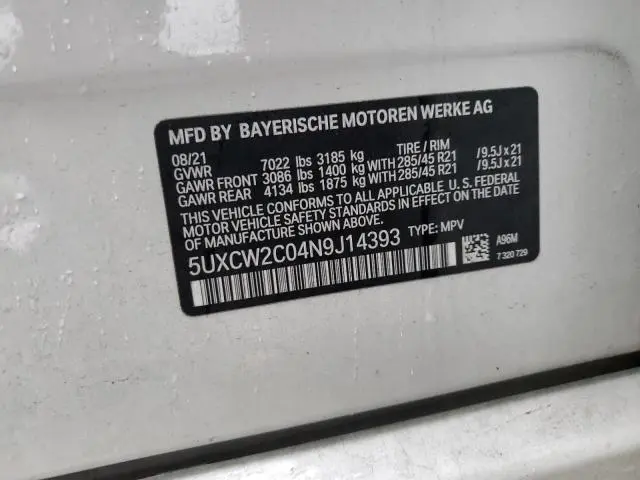 MFD BY BAYERISCHE MOTOREN WERKE AG
08/21 TIRE / RIM
GVWR 7022 lbs 3185 kg
GAWR FRONT 3086 lbs 1400 kg WITH 285/45 R21 /9.5J x 21
GAWR REAR 4134 lbs 1875 kg WITH 285/45 R21 /9.5J x 21
THIS VEHICLE CONFORMS TO ALL APPLICABLE U.S. FEDERAL
MOTOR VEHICLE SAFETY STANDARDS IN EFFECT ON THE DATE
OF MANUFACTURE SHOWN ABOVE.
5UXCW2C04N9J14393 TYPE: MPV
A96M
7 320 729